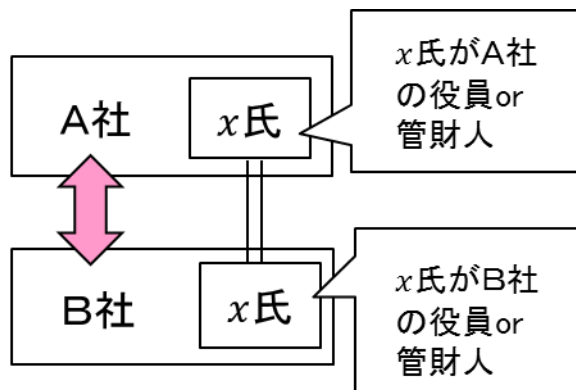 A社
x氏
x氏がA社
の役員or
管財人
B社
x氏
x氏がB社
の役員or
管財人